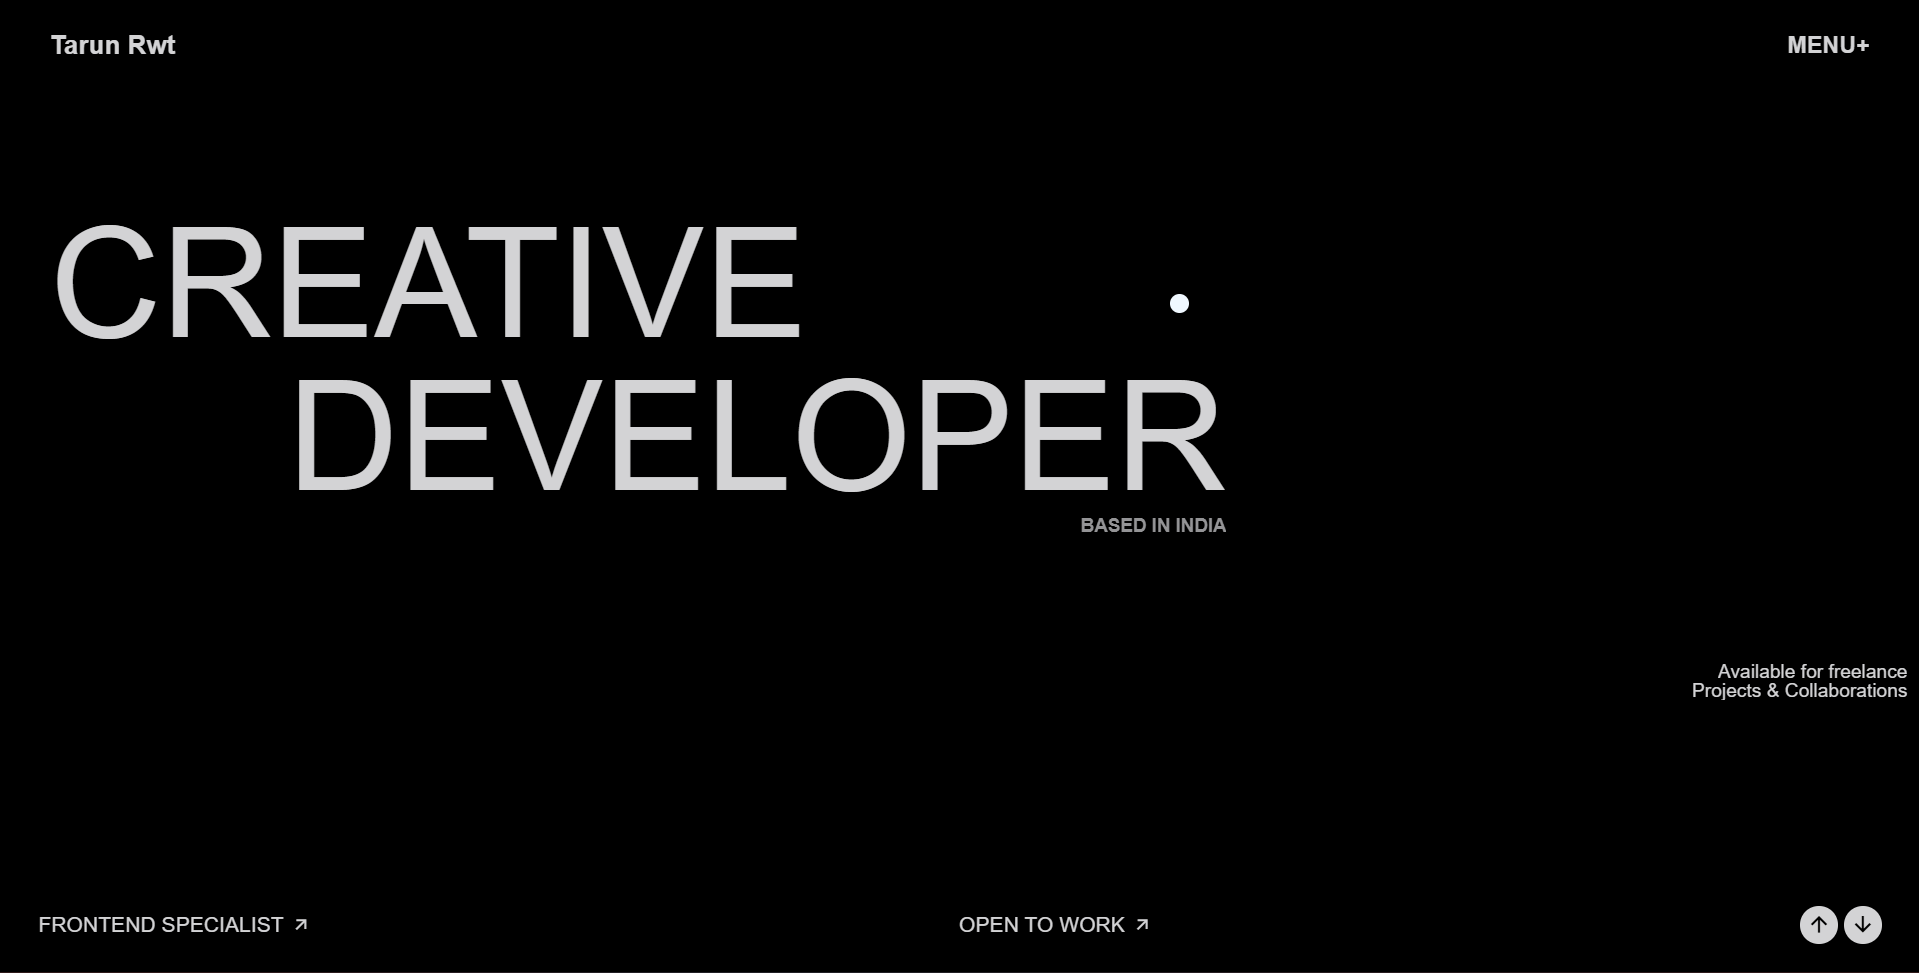 Tarun Rwt
MENU+
CREATIVE
DEVELOPER
BASED IN INDIA
Available for freelance
Projects & Collaborations
FRONTEND SPECIALIST
OPEN TO WORK